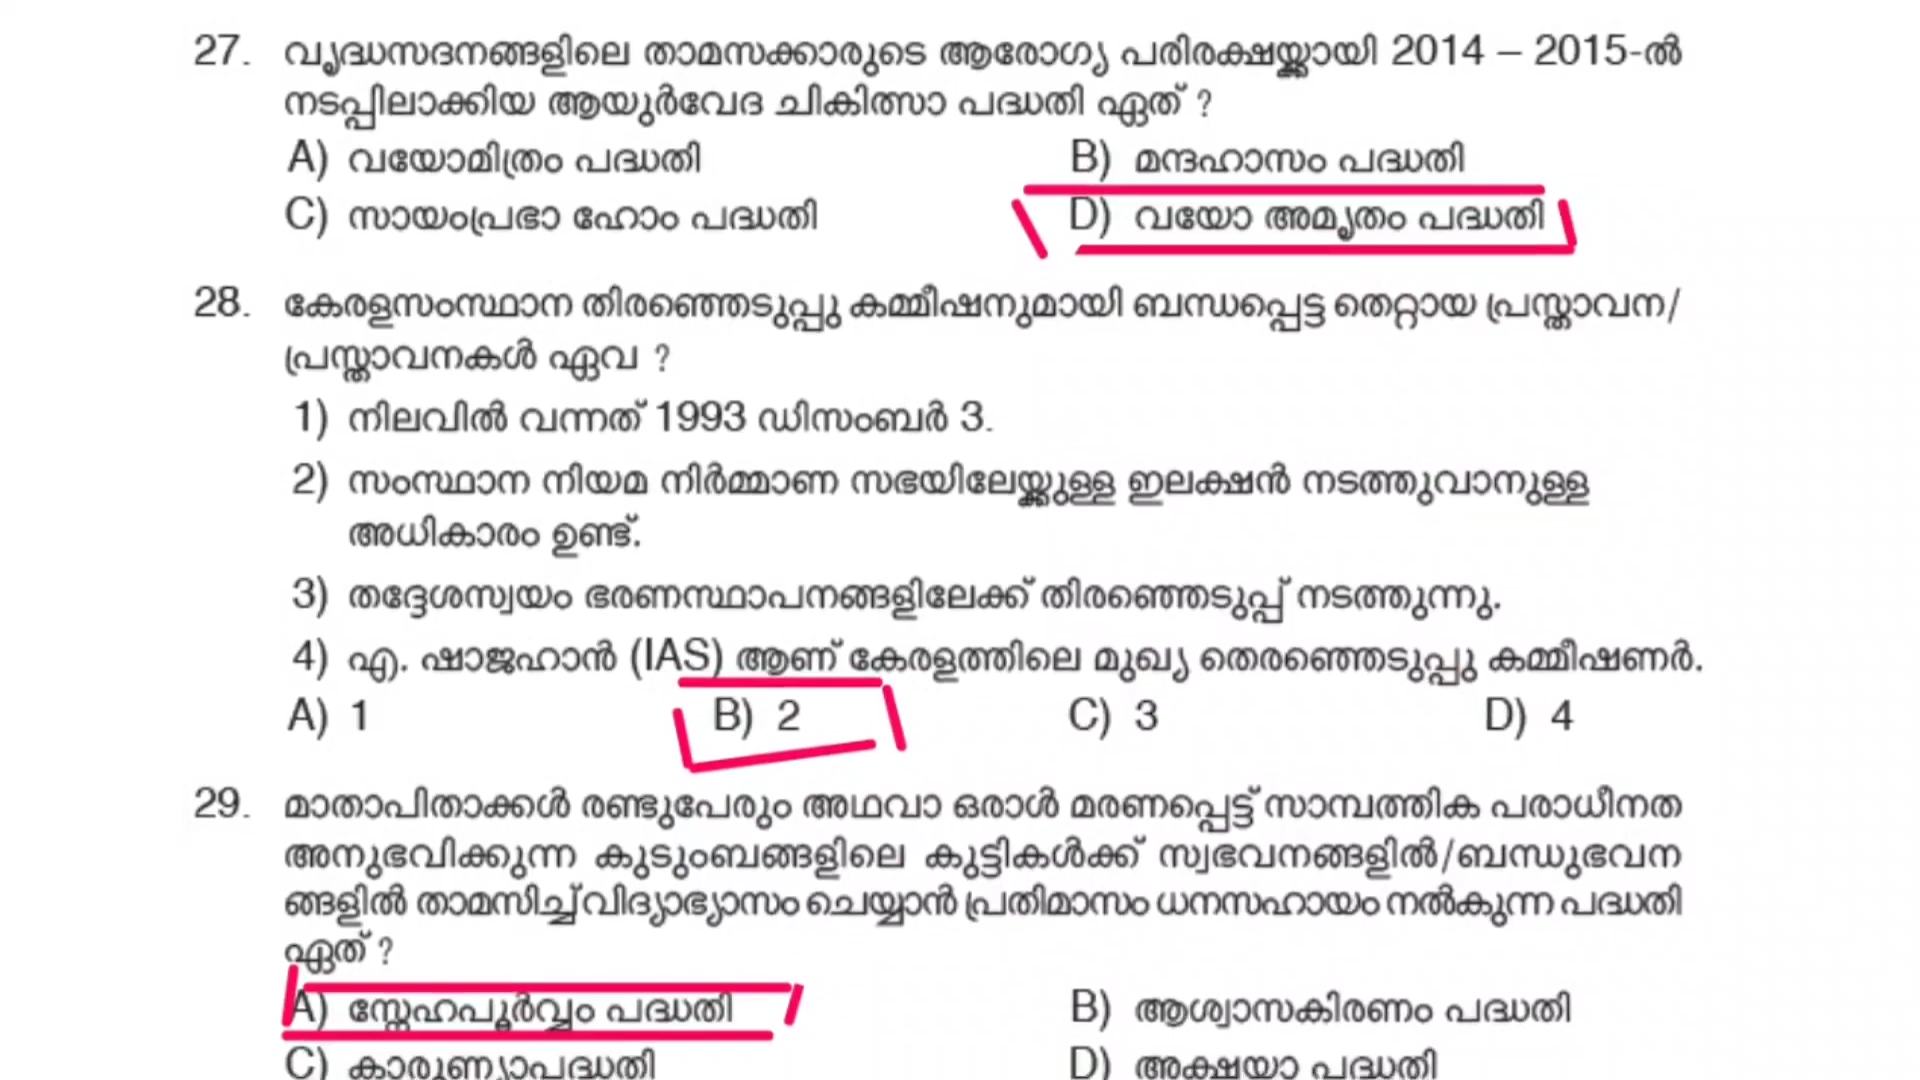 27. വൃദ്ധസദനങ്ങളിലെ താമസക്കാരുടെ ആരോഗ്യ പരിരക്ഷയ്ക്കായി 2014 – 2015-ൽ
നടപ്പിലാക്കിയ ആയുർവേദ ചികിത്സാ പദ്ധതി ഏത് ?
A) വയോമിത്രം പദ്ധതി B) മന്ദഹാസം പദ്ധതി
C) സായംപ്രഭാ ഹോം പദ്ധതി D) വയോ അമൃതം പദ്ധതി
28. കേരളസംസ്ഥാന തിരഞ്ഞെടുപ്പു കമ്മീഷനുമായി ബന്ധപ്പെട്ട തെറ്റായ പ്രസ്താവന/
പ്രസ്താവനകൾ ഏവ ?
1) നിലവിൽ വന്നത് 1993 ഡിസംബർ 3.
2) സംസ്ഥാന നിയമ നിർമ്മാണ സഭയിലേയ്ക്കുള്ള ഇലക്ഷൻ നടത്തുവാനുള്ള
അധികാരം ഉണ്ട്.
3) തദ്ദേശസ്വയം ഭരണസ്ഥാപനങ്ങളിലേക്ക് തിരഞ്ഞെടുപ്പ് നടത്തുന്നു.
4) എ. ഷാജഹാൻ (IAS) ആണ് കേരളത്തിലെ മുഖ്യ തെരഞ്ഞെടുപ്പു കമ്മീഷണർ.
A) 1 B) 2 C) 3 D) 4
29. മാതാപിതാക്കൾ രണ്ടുപേരും അഥവാ ഒരാൾ മരണപ്പെട്ട് സാമ്പത്തിക പരാധീനത
അനുഭവിക്കുന്ന കുടുംബങ്ങളിലെ കുട്ടികൾക്ക് സ്വഭവനങ്ങളിൽ/ബന്ധുഭവന
ങ്ങളിൽ താമസിച്ച് വിദ്യാഭ്യാസം ചെയ്യാൻ പ്രതിമാസം ധനസഹായം നൽകുന്ന പദ്ധതി
ഏത് ?
A) സ്നേഹപൂർവ്വം പദ്ധതി B) ആശ്വാസകിരണം പദ്ധതി
C) കാരുണ്യാപദ്ധതി D) അക്ഷയാ പദ്ധതി